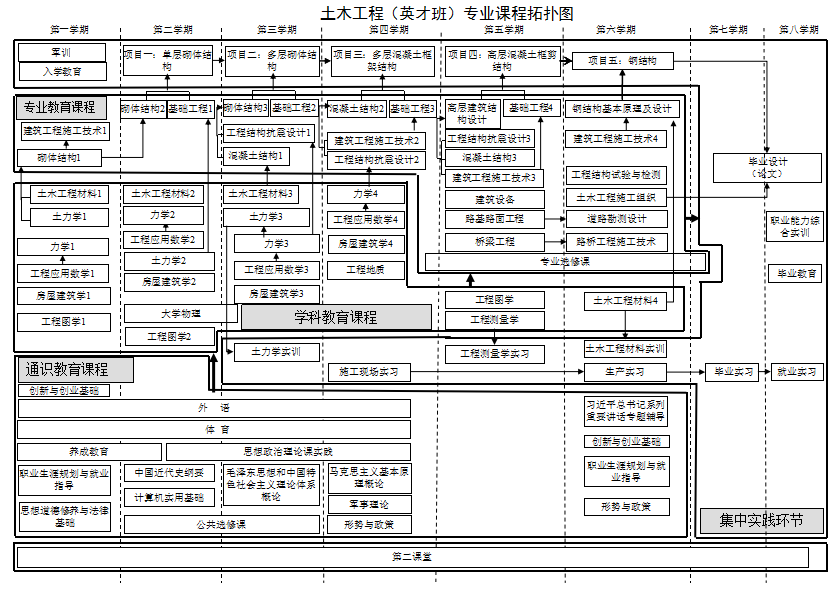 土木工程（英才班）专业课程拓扑图
第一学期
第二学期
第三学期
第四学期
第五学期
第六学期
第七学期
第八学期
军训
入学教育
项目一：单层砌体结
构
项目二：多层砌体结
构
项目三：多层混凝土框
架结构
项目四：高层混凝土框剪
结构
项目五：钢结构
专业教育课程
砌体结构2
基础工程1
砌体结构3
基础工程2
混凝土结构2
基础工程3
高层建筑结
构设计
基础工程4
钢结构基本原理及设计
建筑工程施工技术1
砌体结构1
工程结构抗震设计1
混凝土结构1
建筑工程施工技术2
工程结构抗震设计2
工程结构抗震设计3
混凝土结构3
建筑工程施工技术3
建筑设备
路基路面工程
桥梁工程
专业选修课
建筑工程施工技术4
工程结构试验与检测
土木工程施工组织
道路勘测设计
路桥工程施工技术
毕业设计
（论文）
职业能力综
合实训
毕业教育
土木工程材料1
土力学1
力学1
工程应用数学1
房屋建筑学1
工程图学1
土木工程材料2
力学2
工程应用数学2
土力学2
房屋建筑学2
大学物理
工程图学2
土木工程材料3
土力学3
力学3
工程应用数学3
房屋建筑学3
学科教育课程
力学4
工程应用数学4
房屋建筑学4
工程地质
工程图学
工程测量学
土木工程材料4
土力学实训
工程测量学实习
土木工程材料实训
施工现场实习
生产实习
毕业实习
就业实习
通识教育课程
创新与创业基础
外 语
体 育
养成教育
思想政治理论课实践
职业生涯规划与就业
指导
思想道德修养与法律
基础
中国近代史纲要
计算机实用基础
毛泽东思想和中国特
色社会主义理论体系
概论
公共选修课
马克思主义基本原
理概论
军事理论
形势与政策
习近平总书记系列
重要讲话专题辅导
创新与创业基础
职业生涯规划与就
业指导
形势与政策
集中实践环节
第二课堂